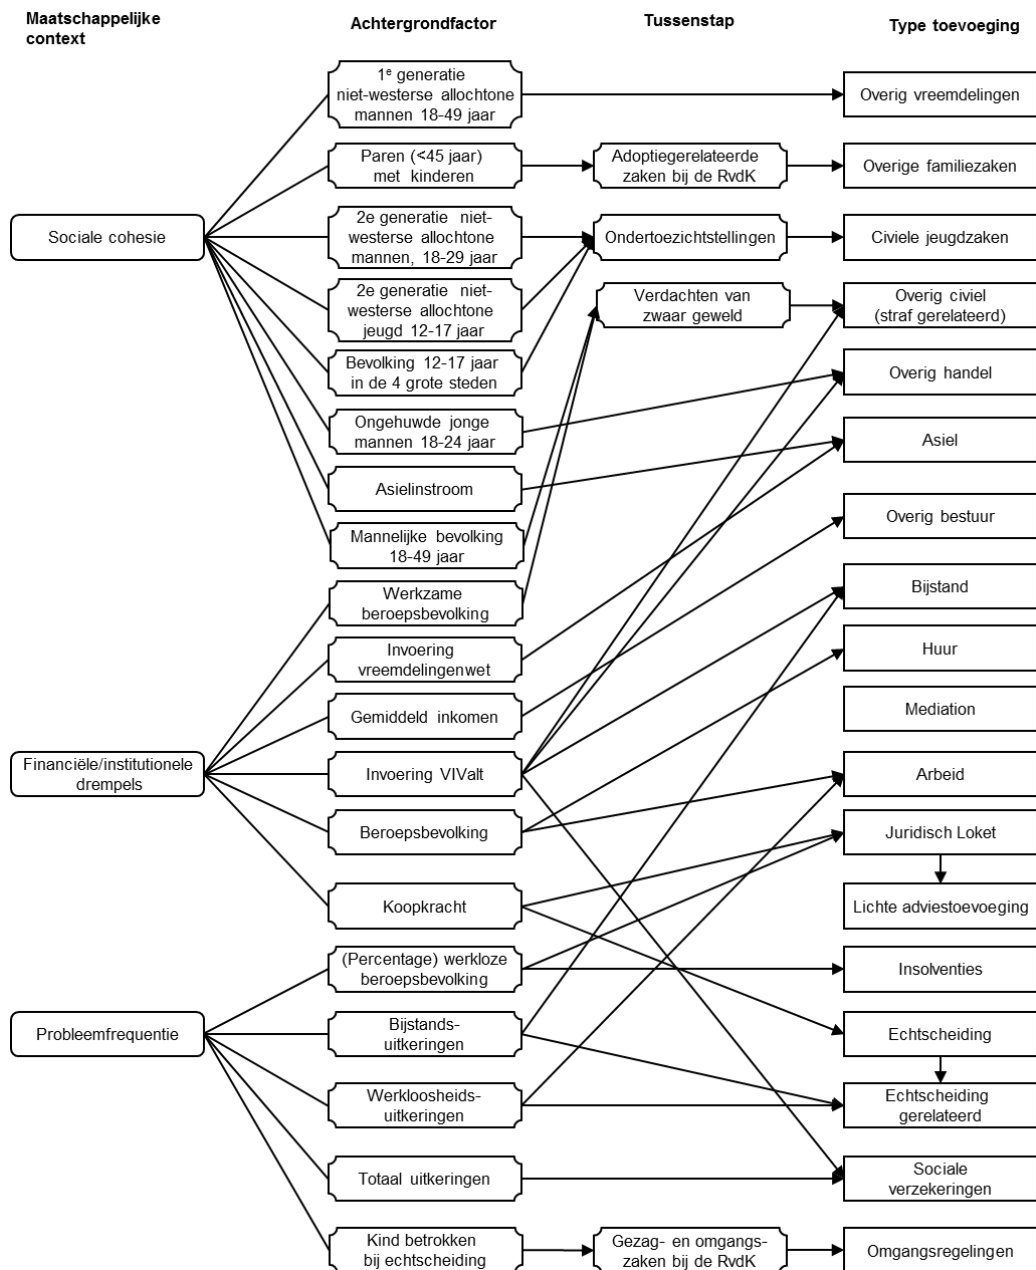 Maatschappelijke
context
Achtergrondfactor
Tussenstap
Type toevoeging
1e generatie
niet-westerse allochtone
mannen 18-49 jaar
Overig vreemdelingen
Paren (<45 jaar)
met kinderen
Adoptiegerelateerde
zaken bij de RvdK
Overige familiezaken
Sociale cohesie
2e generatie niet-
westerse allochtone
mannen, 18-29 jaar
Ondertoezichtstellingen
Civiele jeugdzaken
2e generatie niet-
westerse allochtone
jeugd 12-17 jaar
Verdachten van
zwaar geweld
Overig civiel
(straf gerelateerd)
Bevolking 12-17 jaar
in de 4 grote steden
Overig handel
Ongehuwde jonge
mannen 18-24 jaar
Asiel
Asielinstroom
Overig bestuur
Mannelijke bevolking
18-49 jaar
Werkzame
beroepsbevolking
Bijstand
Invoering
vreemdelingenwet
Huur
Gemiddeld inkomen
Mediation
Financiële/institutionele
drempels
Invoering VIValt
Arbeid
Beroepsbevolking
Juridisch Loket
Koopkracht
Lichte adviestoevoeging
(Percentage) werkloze
beroepsbevolking
Insolventies
Probleemfrequentie
Bijstands-
uitkeringen
Echtscheiding
Werkloosheids-
uitkeringen
Echtscheiding
gerelateerd
Totaal uitkeringen
Sociale
verzekeringen
Kind betrokken
bij echtscheiding
Gezag- en omgangs-
zaken bij de RvdK
Omgangsregelingen